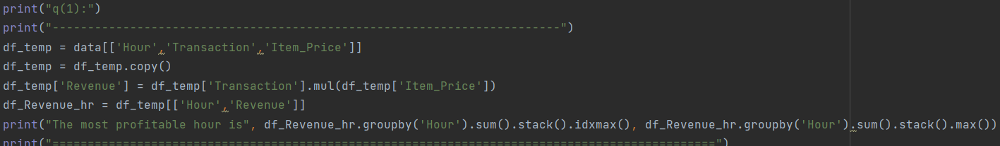 print("q(1):")
print("------------------------------------------------------------------------")
df_temp = data[['Hour','Transaction','Item_Price']]
df_temp = df_temp.copy()
df_temp['Revenue'] = df_temp['Transaction'].mul(df_temp['Item_Price'])
df_Revenue_hr = df_temp[['Hour','Revenue']]
print("The most profitable hour is", df_Revenue_hr.groupby('Hour').sum().stack().idxmax(), df_Revenue_hr.groupby('Hour').sum().stack().max())
print("==============================================================================================")